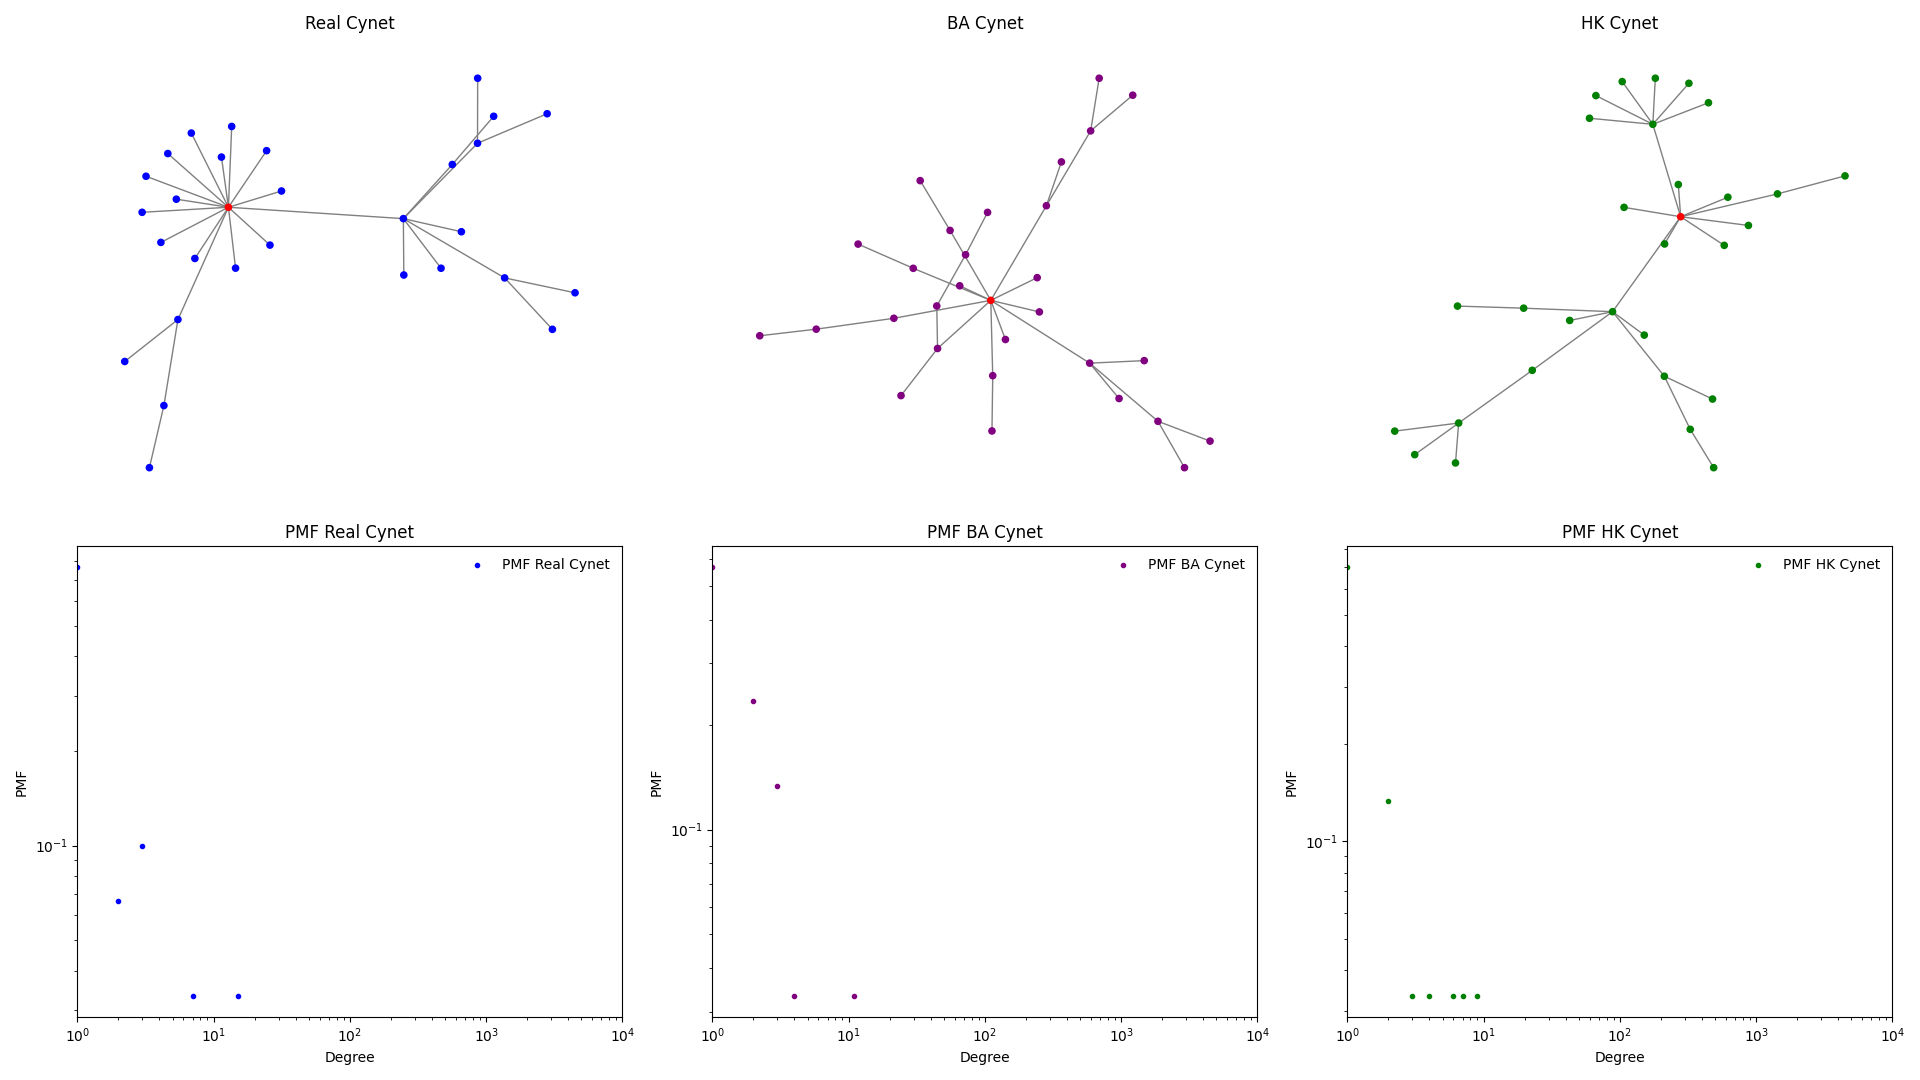 Real Cynet
BA Cynet
HK Cynet
PMF Real Cynet
PMF Real Cynet
PMF
10⁻¹
10⁰ 10¹ 10² 10³ 10⁴
Degree
PMF BA Cynet
PMF BA Cynet
PMF
10⁻¹
10⁰ 10¹ 10² 10³ 10⁴
Degree
PMF HK Cynet
PMF HK Cynet
PMF
10⁻¹
10⁰ 10¹ 10² 10³ 10⁴
Degree